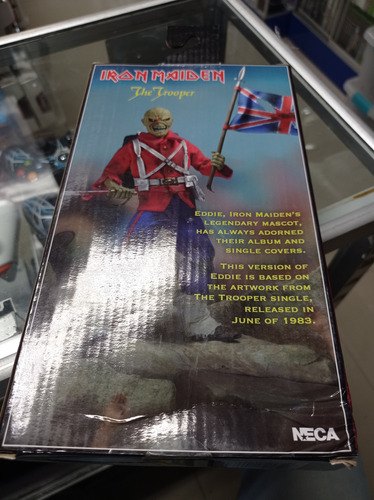 IRON MAIDEN
The Trooper
EDDIE, IRON MAIDEN'S
LEGENDARY MASCOT,
HAS ALWAYS ADORNED
THEIR ALBUM AND
SINGLE COVERS.
THIS VERSION OF
EDDIE IS BASED ON
THE ARTWORK FROM
THE TROOPER SINGLE,
RELEASED IN
JUNE OF 1983.
NECA